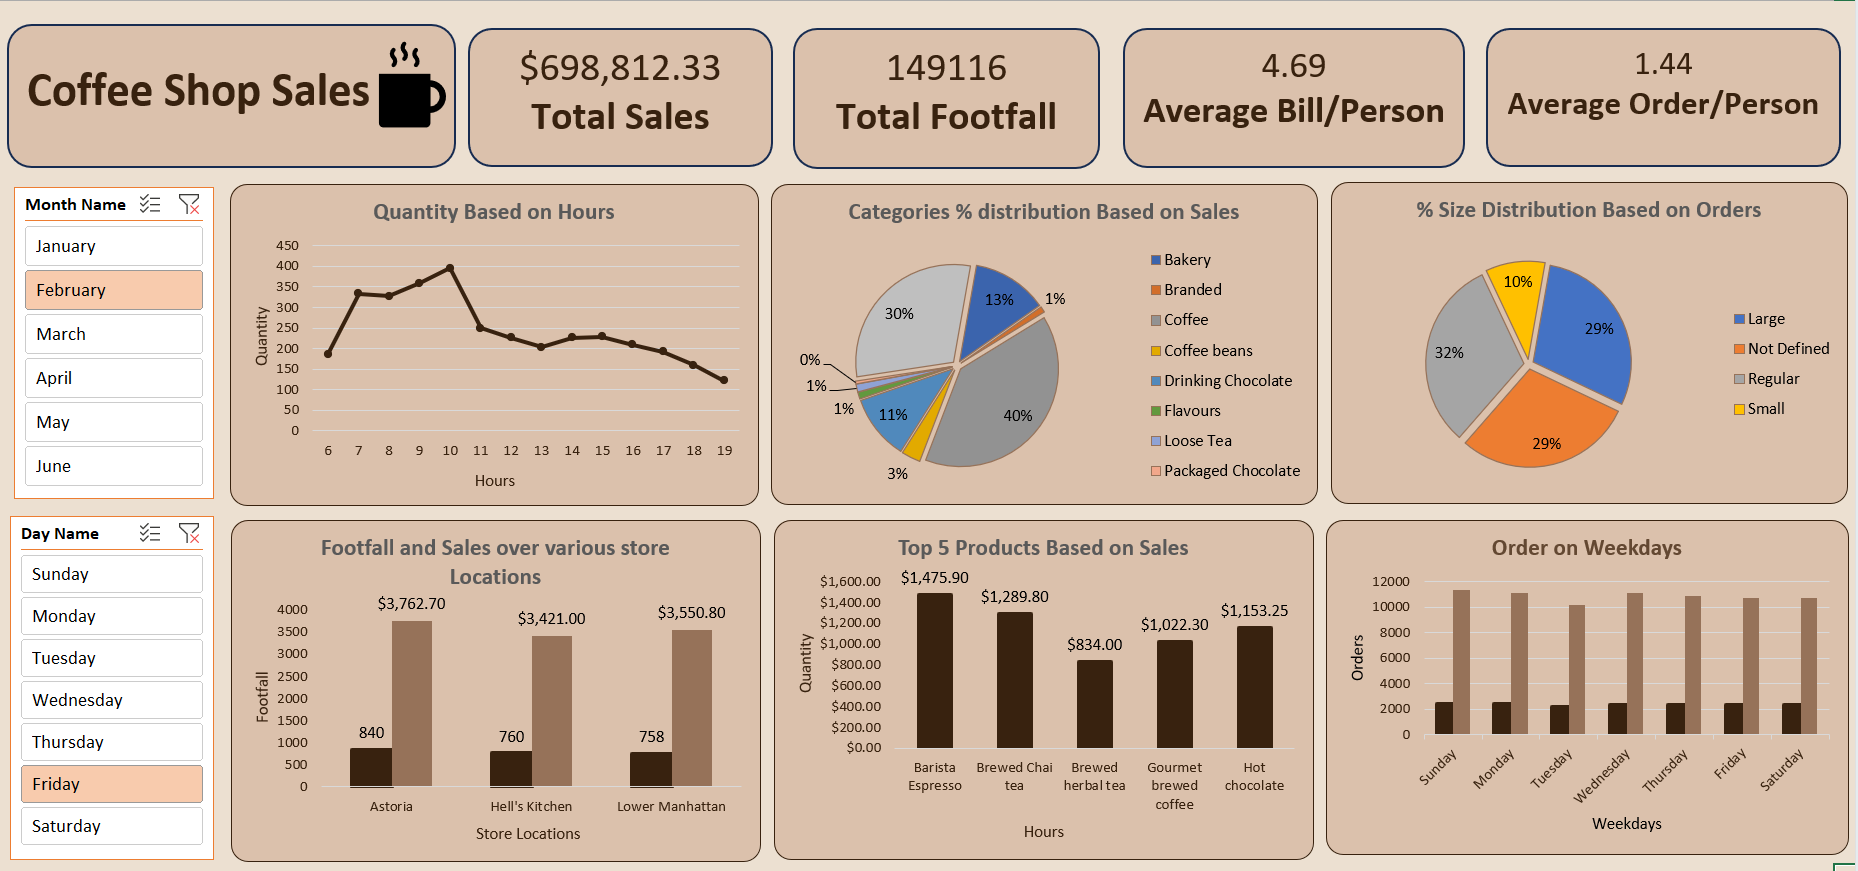 Coffee Shop Sales
$698,812.33
Total Sales
149116
Total Footfall
4.69
Average Bill/Person
1.44
Average Order/Person
Month Name
January
February
March
April
May
June
Day Name
Sunday
Monday
Tuesday
Wednesday
Thursday
Friday
Saturday
Quantity Based on Hours
Quantity
450
400
350
300
250
200
150
100
50
0
6 7 8 9 10 11 12 13 14 15 16 17 18 19
Hours
Categories % distribution Based on Sales
30%
13%
1%
40%
3%
11%
1%
1%
0%
Bakery
Branded
Coffee
Coffee beans
Drinking Chocolate
Flavours
Loose Tea
Packaged Chocolate
% Size Distribution Based on Orders
10%
29%
32%
29%
Large
Not Defined
Regular
Small
Footfall and Sales over various store
Locations
Footfall
4000
3500
3000
2500
2000
1500
1000
500
0
$3,762.70
$3,421.00
$3,550.80
840
760
758
Astoria
Hell's Kitchen
Lower Manhattan
Store Locations
Top 5 Products Based on Sales
Quantity
$1,600.00
$1,400.00
$1,200.00
$1,000.00
$800.00
$600.00
$400.00
$200.00
$0.00
$1,475.90
$1,289.80
$834.00
$1,022.30
$1,153.25
Barista
Espresso
Brewed Chai
tea
Brewed
herbal tea
Gourmet
brewed
coffee
Hot
chocolate
Hours
Order on Weekdays
Orders
12000
10000
8000
6000
4000
2000
0
Sunday
Monday
Tuesday
Wednesday
Thursday
Friday
Saturday
Weekdays